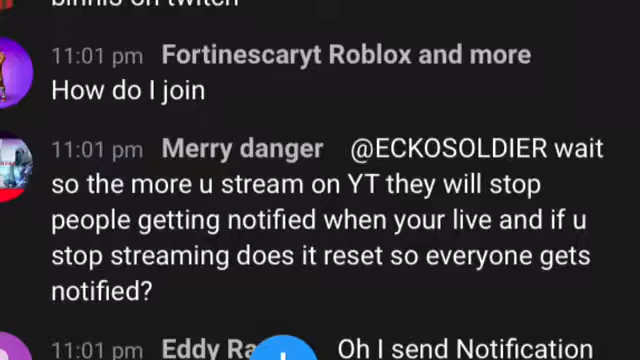 on twitch
11:01 pm Fortinescaryt Roblox and more
How do I join
11:01 pm Merry danger @ECKOSOLDIER wait
so the more u stream on YT they will stop
people getting notified when your live and if u
stop streaming does it reset so everyone gets
notified?
11:01 pm Eddy Oh I send Notification